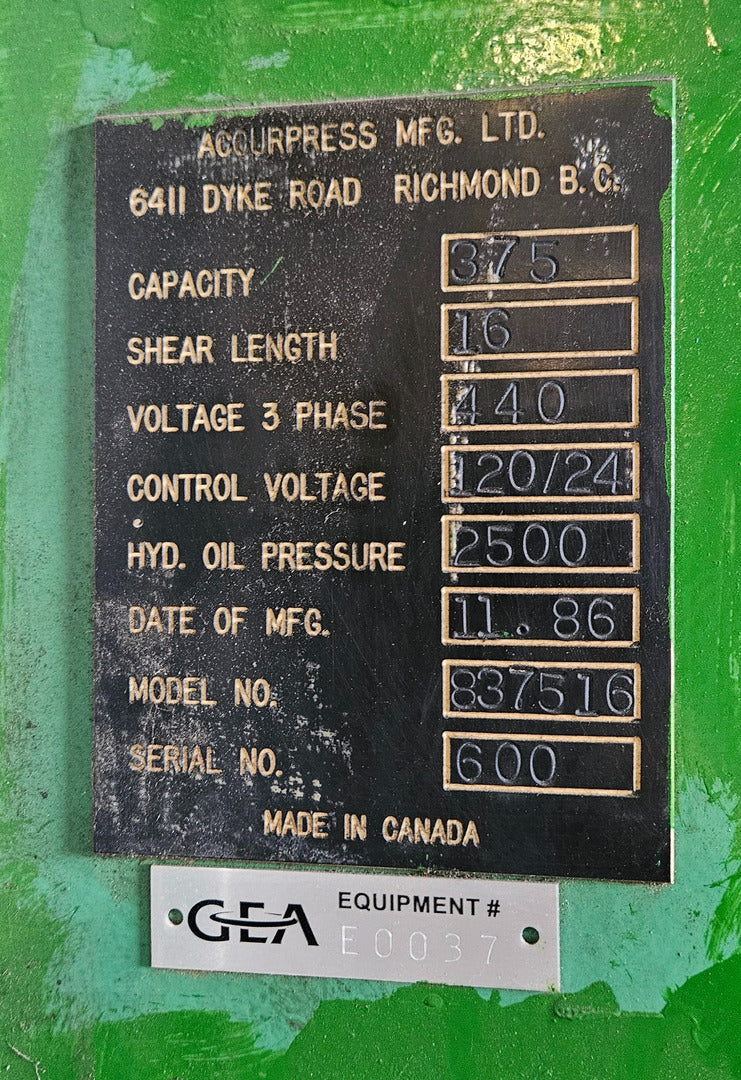 ACCURPRESS MFG. LTD.
6411 DYKE ROAD RICHMOND B.C.
CAPACITY 375
SHEAR LENGTH 16
VOLTAGE 3 PHASE 440
CONTROL VOLTAGE 120/24
HYD. OIL PRESSURE 2500
DATE OF MFG. 11.86
MODEL NO. 837516
SERIAL NO. 600
MADE IN CANADA
GEA EQUIPMENT #
E0037